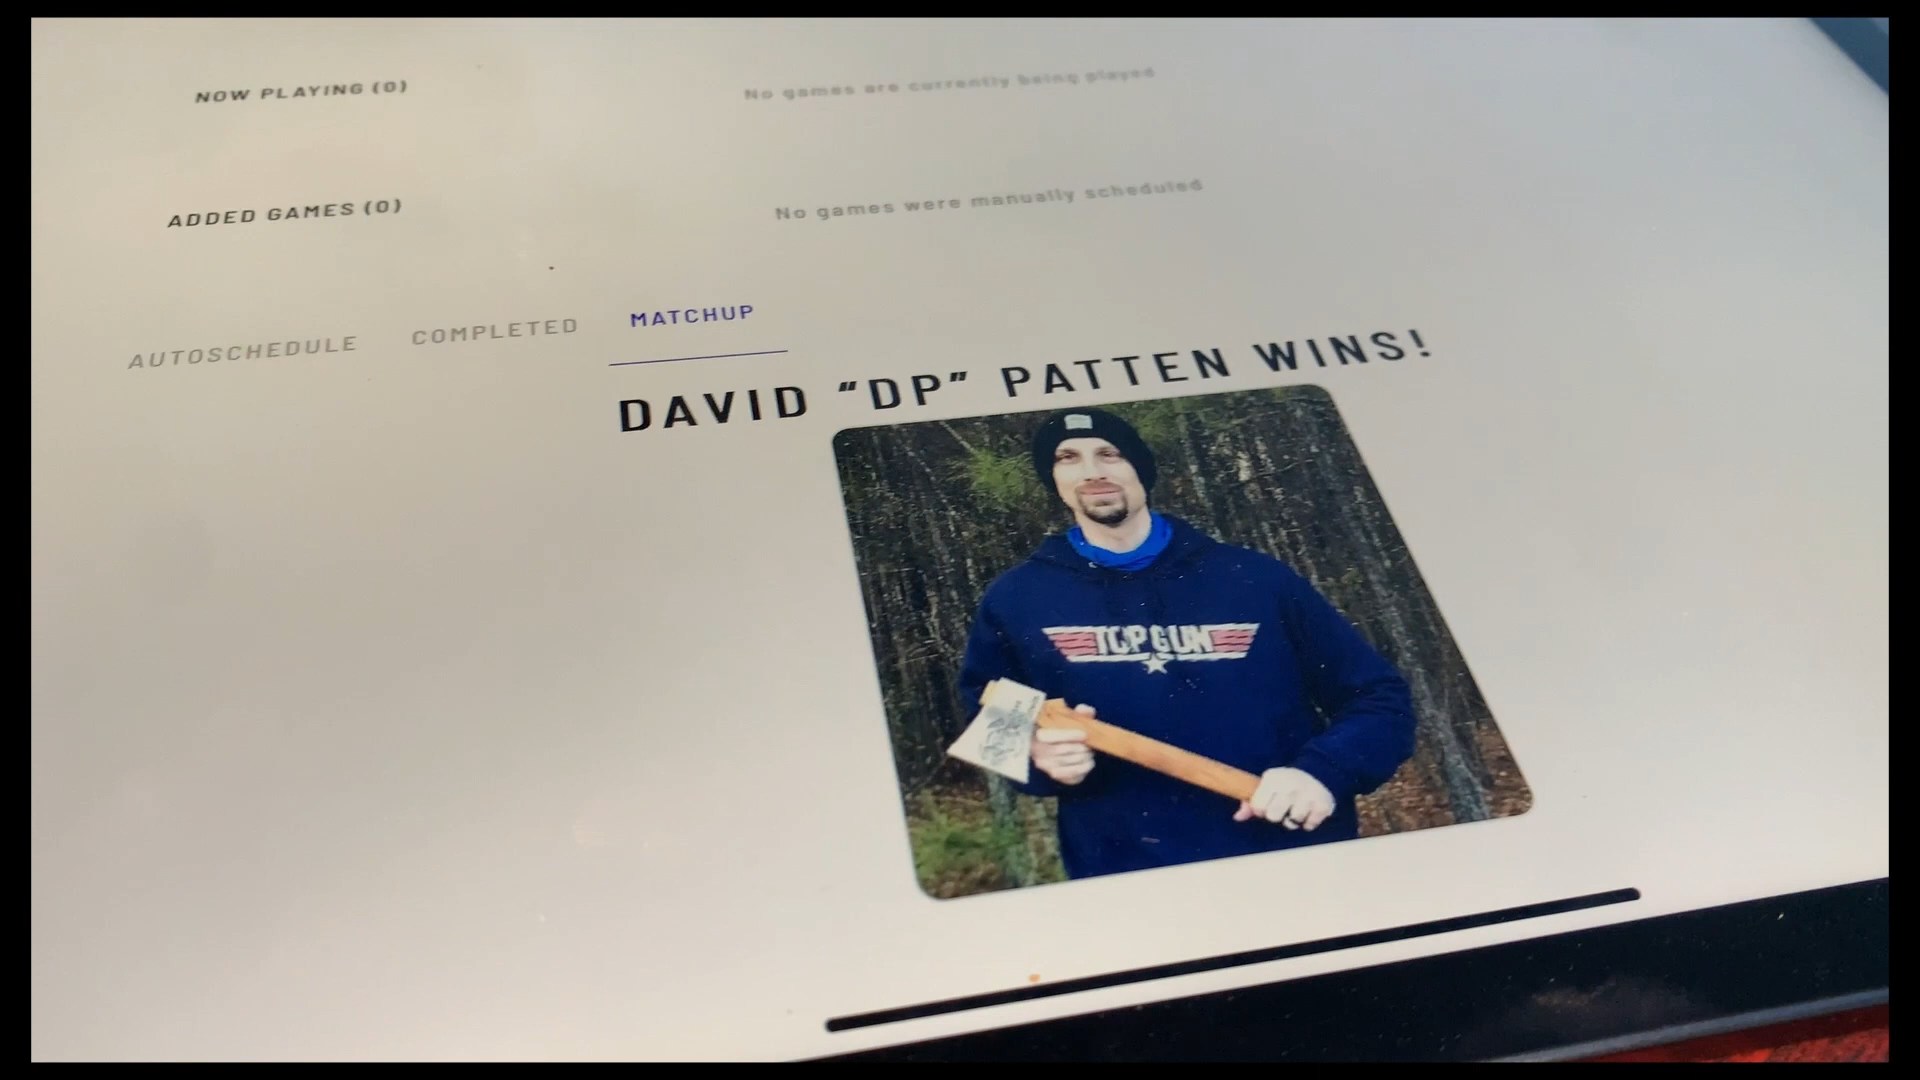 NOW PLAYING (0)
No games are currently being played
ADDED GAMES (0)
No games were manually scheduled
AUTOSCHEDULE
COMPLETED
MATCHUP
DAVID "DP" PATTEN WINS!
TOP GUN